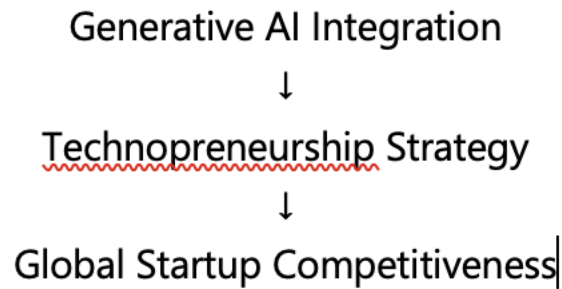 Generative AI Integration
↓
Technopreneurship Strategy
↓
Global Startup Competitiveness